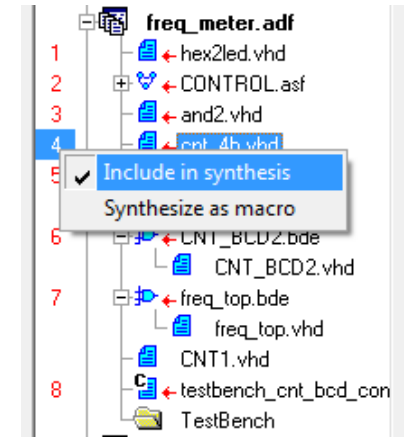 freq_meter.adf
1 hex2led.vhd
2 CONTROL.asf
3 and2.vhd
4 cnt_4b.vhd
5
Include in synthesis
Synthesize as macro
6 CNT_BCD2.bde
CNT_BCD2.vhd
7 freq_top.bde
freq_top.vhd
CNT1.vhd
8 testbench_cnt_bcd_con
TestBench